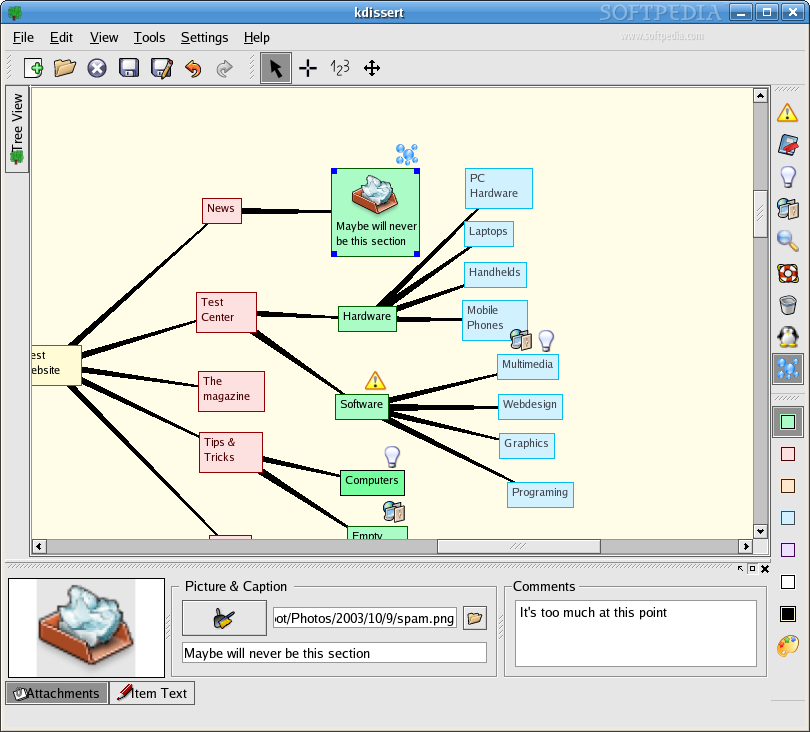 kdissert
SOFTPEDIA
www.softpedia.com
File Edit View Tools Settings Help
123
Tree View
News
Maybe will never
be this section
PC
Hardware
Laptops
Handhelds
Mobile
Phones
Test
Center
Hardware
est
ebsite
The
magazine
Software
Multimedia
Webdesign
Graphics
Programing
Tips &
Tricks
Computers
Empty
Picture & Caption
ot/Photos/2003/10/9/spam.png
Maybe will never be this section
Comments
It's too much at this point
Attachments
Item Text